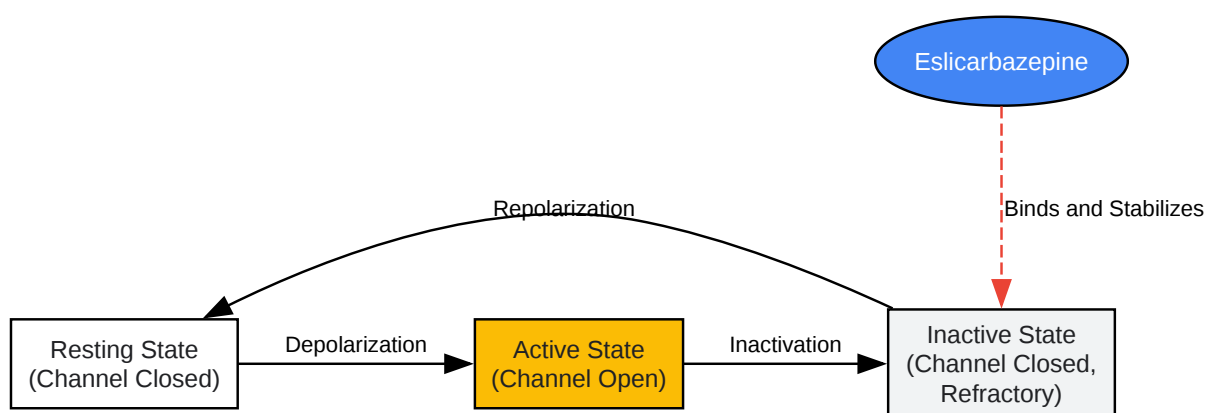 Eslicarbazepine
Repolarization
Binds and Stabilizes
Resting State
(Channel Closed)
Depolarization
Active State
(Channel Open)
Inactivation
Inactive State
(Channel Closed,
Refractory)